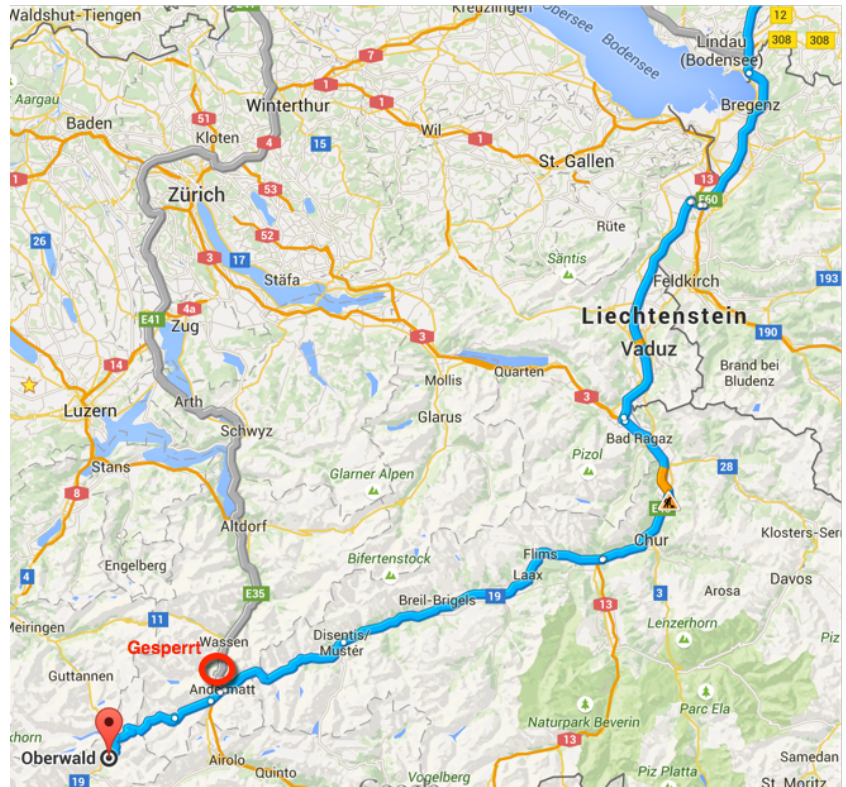 Waldshut-Tiengen
Kreuzlingen
Obersee
Bodensee
12
308
308
Lindau
(Bodensee)
7
Aargau
1
Winterthur
1
Bregenz
51
Baden
Kloten
4
15
Wil
1
St. Gallen
1
13
Zürich
53
E60
52
Rüte
26
3
17
Säntis
193
Stäfa
Feldkirch
4a
E41
Zug
Liechtenstein
190
3
Vaduz
14
Mollis
Quarten
Brand bei
Bludenz
Arth
3
Luzern
Glarus
Schwyz
Bad Ragaz
Stans
Pizol
28
Glarner Alpen
8
Altdorf
Klosters-Ser
Chur
Engelberg
Bifertenstock
Flims
4
Laax
Davos
E35
Breil-Brigels
19
Arosa
11
13
3
Meiringen
Wassen
Disentis/
Mustér
Lenzerhorn
Gesperrt
Piz
Guttannen
Andermatt
Parc Ela
Naturpark Beverin
khorn
13
Oberwald
Airolo
Samedan
19
Quinto
Vogelberg
Piz Platta
St. Moritz